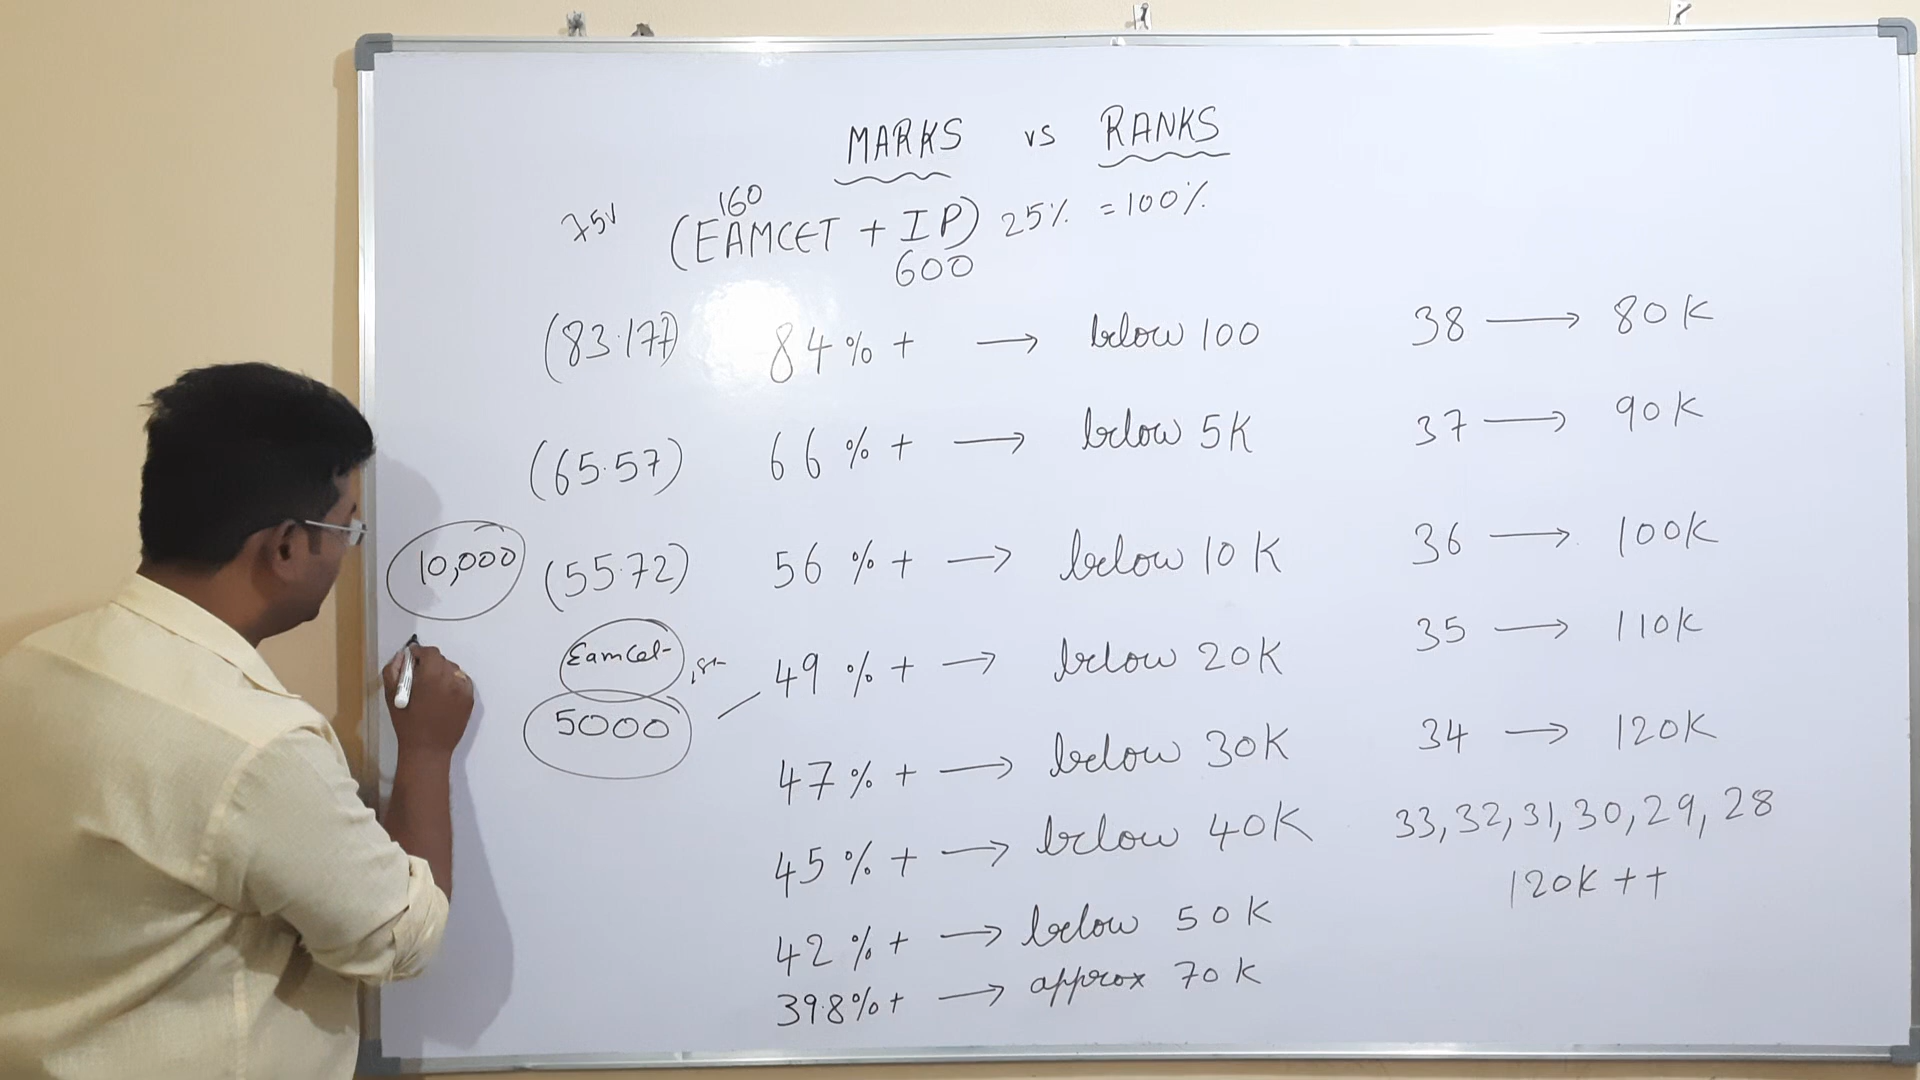 MARKS vs RANKS
160
(EAMCET + IP) 25% = 100%
600
(83.177) 84% + → below 100
(65.57) 66% + → below 5K
10,000 (55.72) 56% + → below 10K
Eamcet 49% + → below 20K
5000
47% + → below 30K
45% + → below 40K
42% + → below 50K
39.8% + → approx 70K
38 → 80K
37 → 90K
36 → 100K
35 → 110K
34 → 120K
33, 32, 31, 30, 29, 28
120K ++